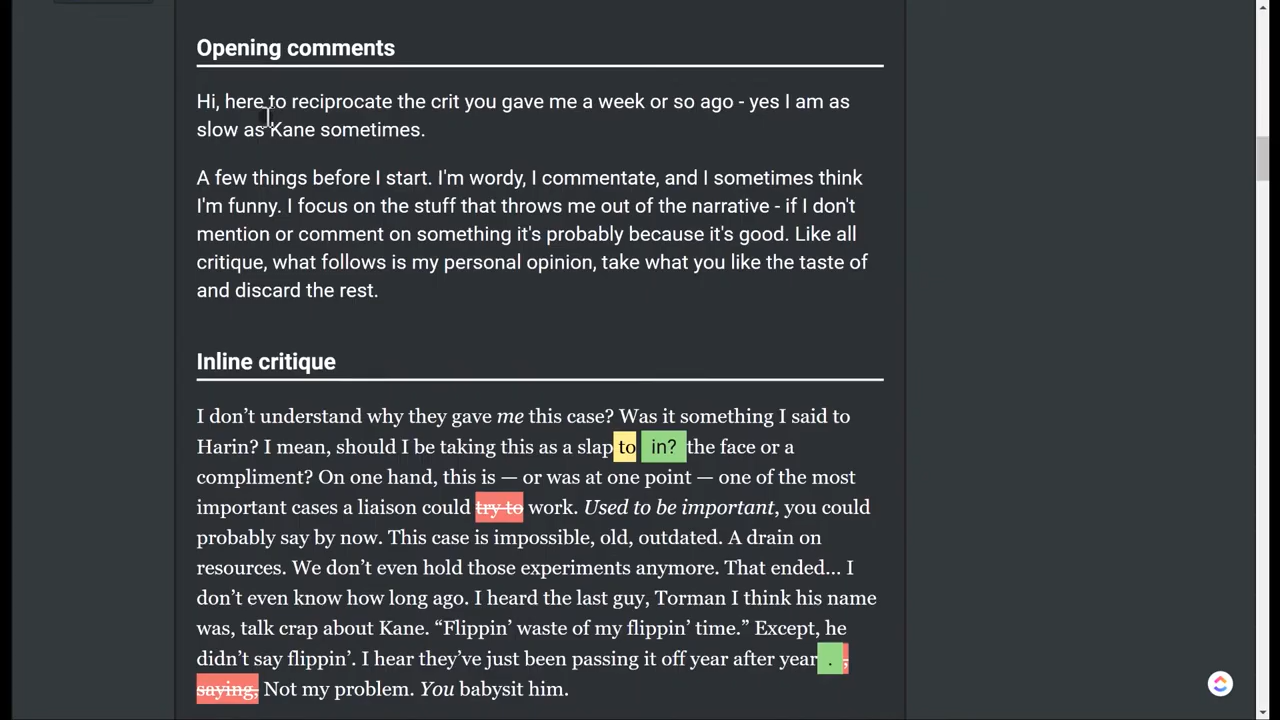 Opening comments
Hi, here to reciprocate the crit you gave me a week or so ago - yes I am as
slow as Kane sometimes.
A few things before I start. I'm wordy, I commentate, and I sometimes think
I'm funny. I focus on the stuff that throws me out of the narrative - if I don't
mention or comment on something it's probably because it's good. Like all
critique, what follows is my personal opinion, take what you like the taste of
and discard the rest.
Inline critique
I don’t understand why they gave me this case? Was it something I said to
Harin? I mean, should I be taking this as a slap to in? the face or a
compliment? On one hand, this is — or was at one point — one of the most
important cases a liaison could try to work. Used to be important, you could
probably say by now. This case is impossible, old, outdated. A drain on
resources. We don’t even hold those experiments anymore. That ended... I
don’t even know how long ago. I heard the last guy, Torman I think his name
was, talk crap about Kane. “Flippin’ waste of my flippin’ time.” Except, he
didn’t say flippin’. I hear they’ve just been passing it off year after year . ,
saying, Not my problem. You babysit him.